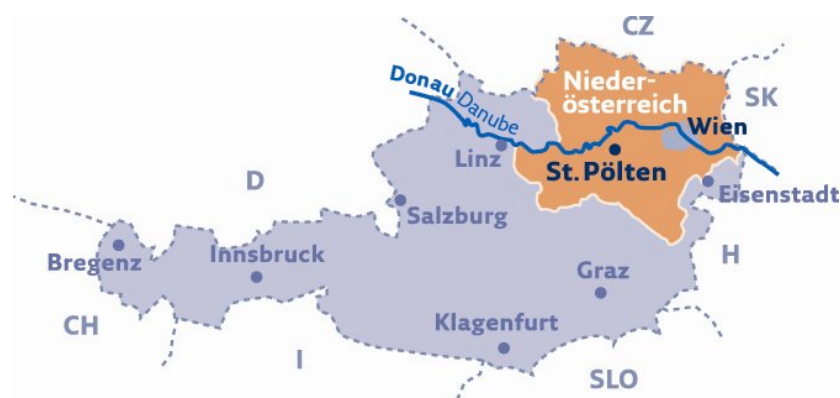 CZ
Nieder-
österreich
Donau Danube
SK
Wien
Linz
St. Pölten
D
Eisenstadt
Salzburg
Bregenz
Innsbruck
H
Graz
CH
Klagenfurt
I
SLO